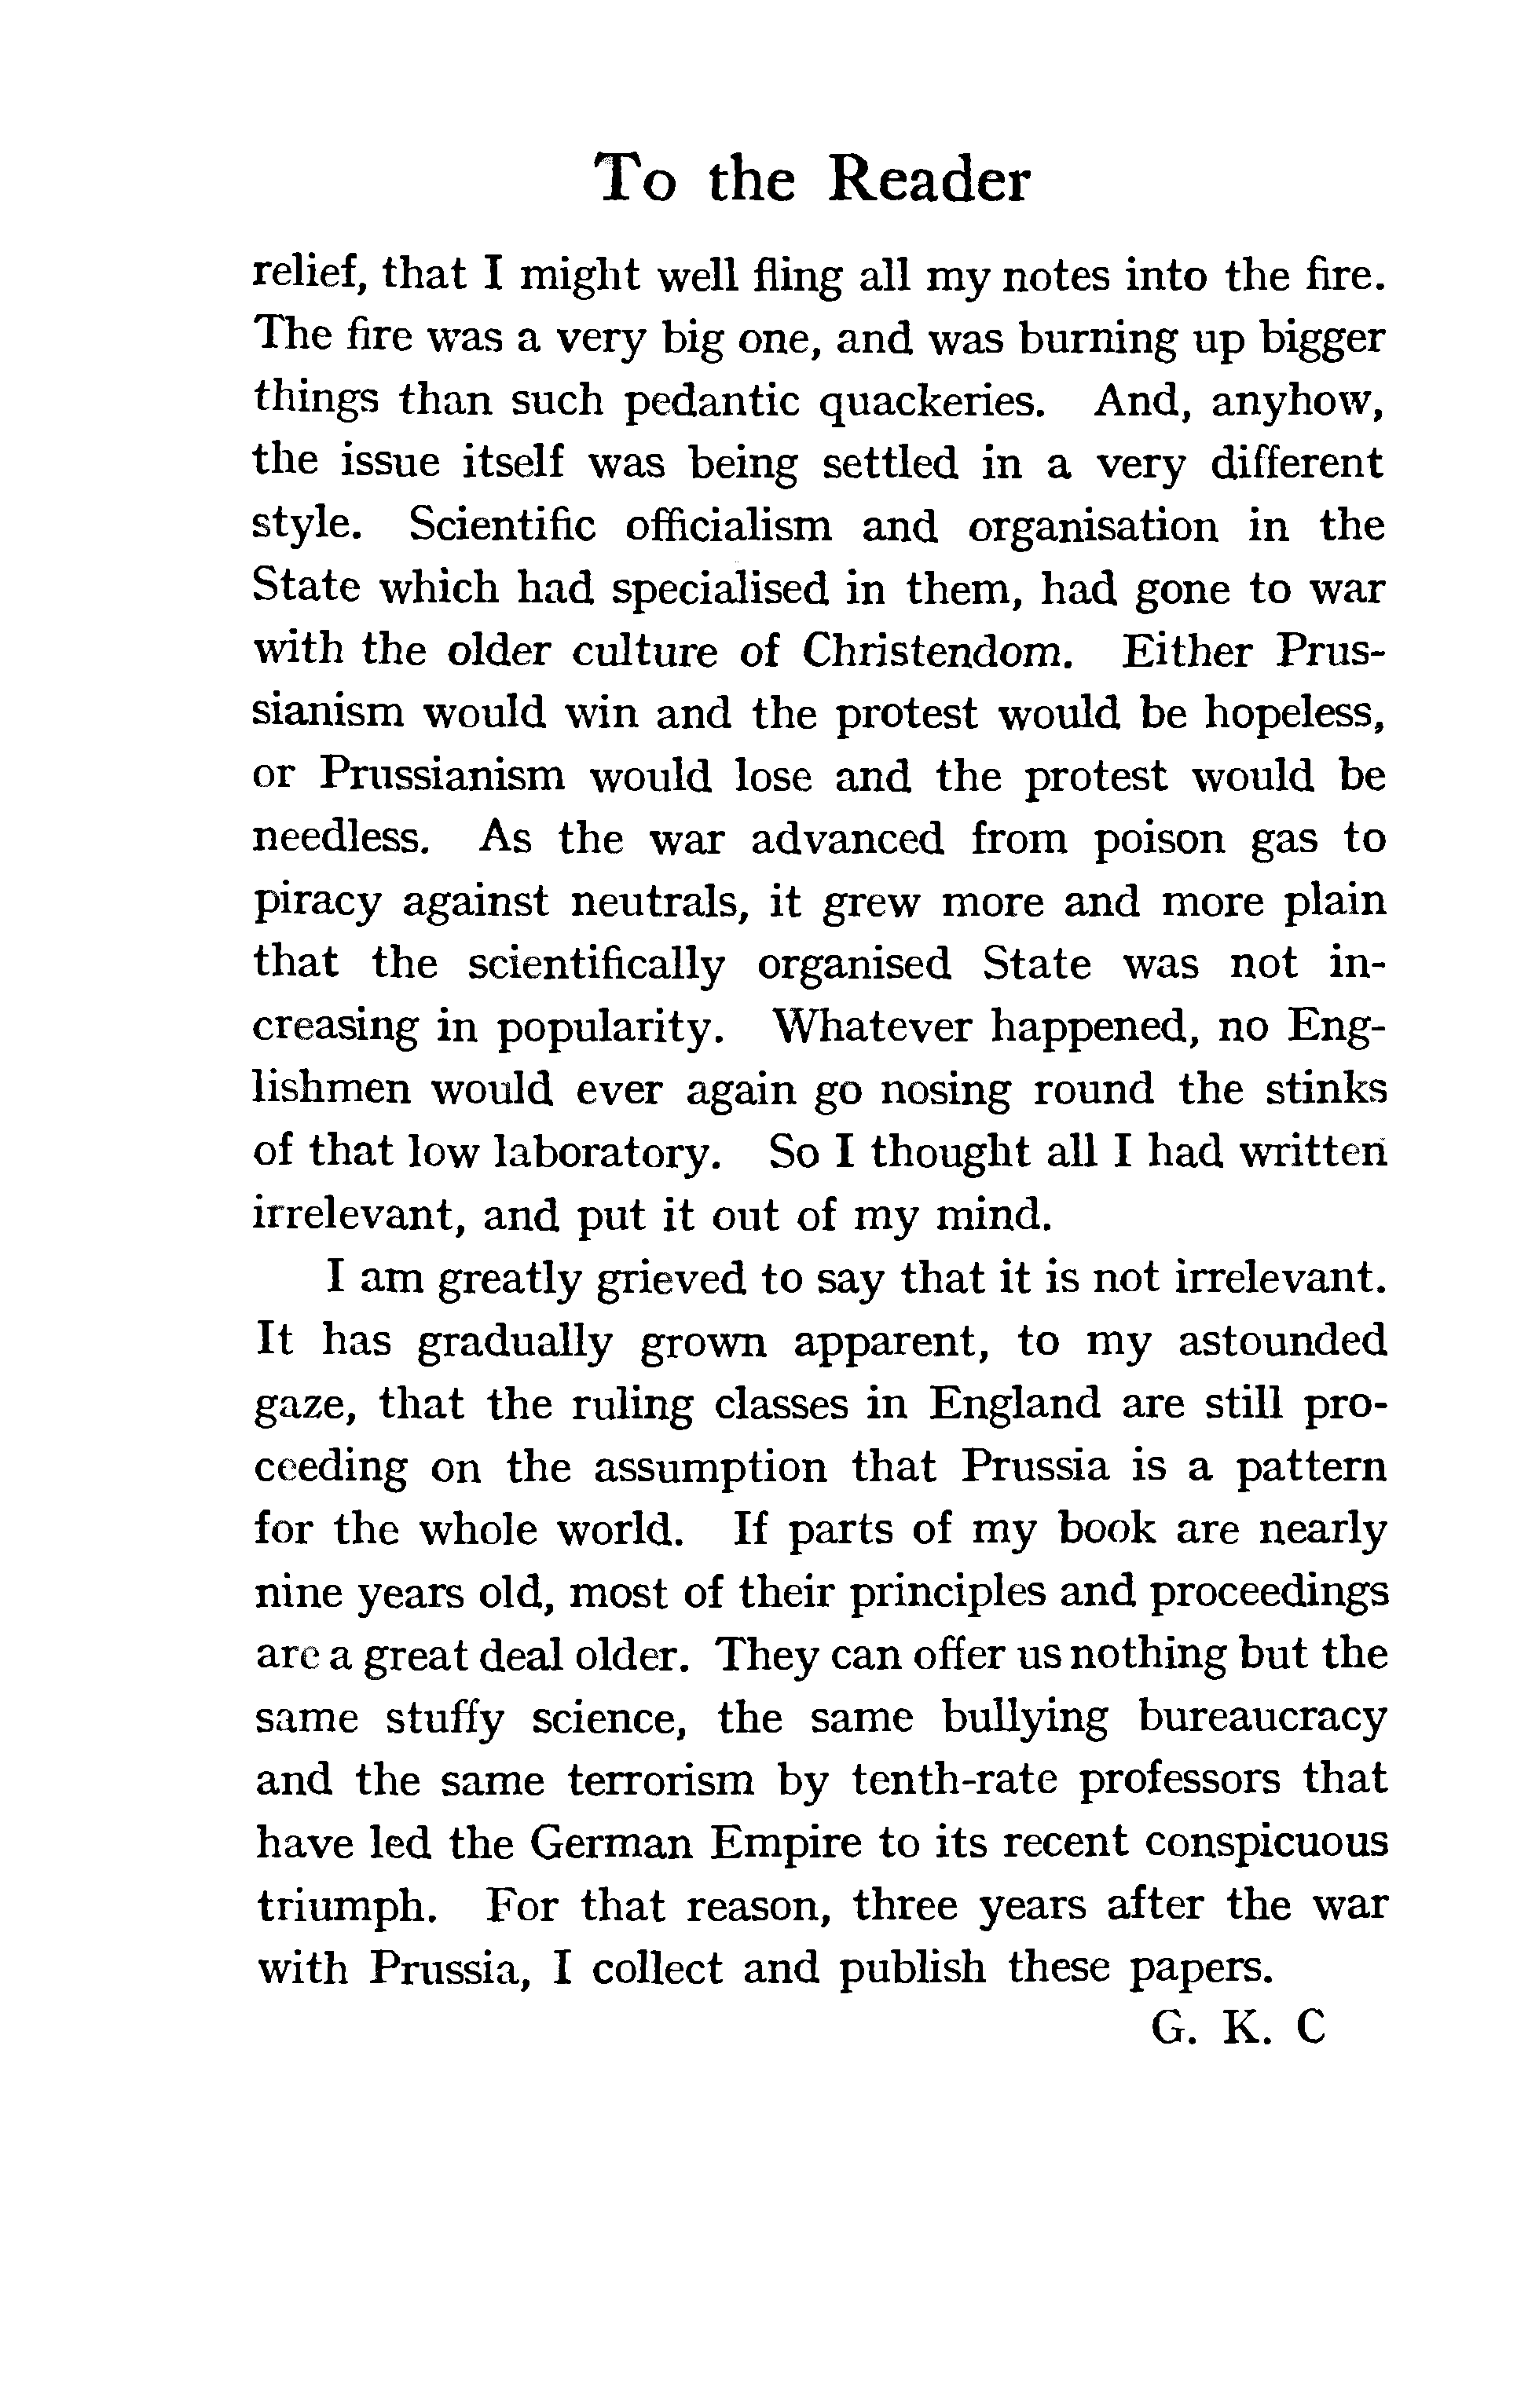 To the Reader
relief, that I might well fling all my notes into the fire.
The fire was a very big one, and was burning up bigger
things than such pedantic quackeries. And, anyhow,
the issue itself was being settled in a very different
style. Scientific officialism and organisation in the
State which had specialised in them, had gone to war
with the older culture of Christendom. Either Prus-
sianism would win and the protest would be hopeless,
or Prussianism would lose and the protest would be
needless. As the war advanced from poison gas to
piracy against neutrals, it grew more and more plain
that the scientifically organised State was not in-
creasing in popularity. Whatever happened, no Eng-
lishmen would ever again go nosing round the stinks
of that low laboratory. So I thought all I had written
irrelevant, and put it out of my mind.
I am greatly grieved to say that it is not irrelevant.
It has gradually grown apparent, to my astounded
gaze, that the ruling classes in England are still pro-
ceeding on the assumption that Prussia is a pattern
for the whole world. If parts of my book are nearly
nine years old, most of their principles and proceedings
are a great deal older. They can offer us nothing but the
same stuffy science, the same bullying bureaucracy
and the same terrorism by tenth-rate professors that
have led the German Empire to its recent conspicuous
triumph. For that reason, three years after the war
with Prussia, I collect and publish these papers.
G. K. C